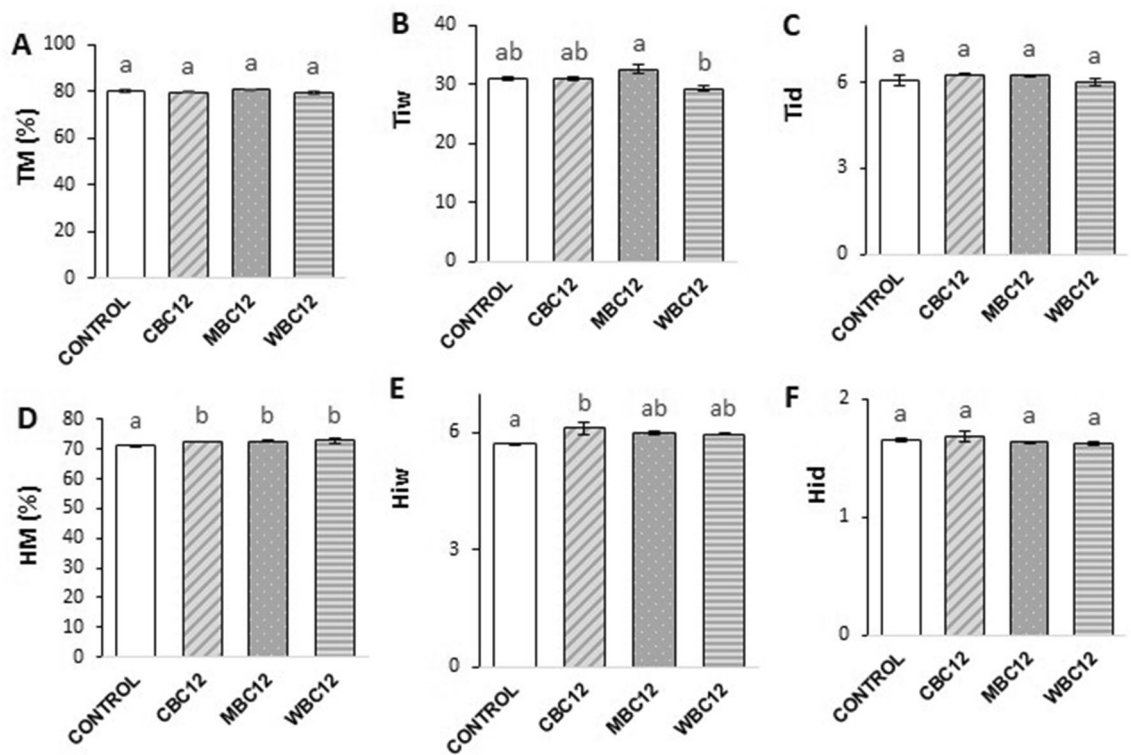 A
TM (%)
100
80
60
40
20
0
a a a a
CONTROL CBC12 MBC12 WBC12
B
Tiw
40
30
20
10
0
ab ab a b
CONTROL CBC12 MBC12 WBC12
C
Tid
6
3
0
a a a a
CONTROL CBC12 MBC12 WBC12
D
HM (%)
80
70
60
50
40
30
20
10
0
a b b b
CONTROL CBC12 MBC12 WBC12
E
Hiw
6
3
0
a b ab ab
CONTROL CBC12 MBC12 WBC12
F
Hid
2
1
0
a a a a
CONTROL CBC12 MBC12 WBC12